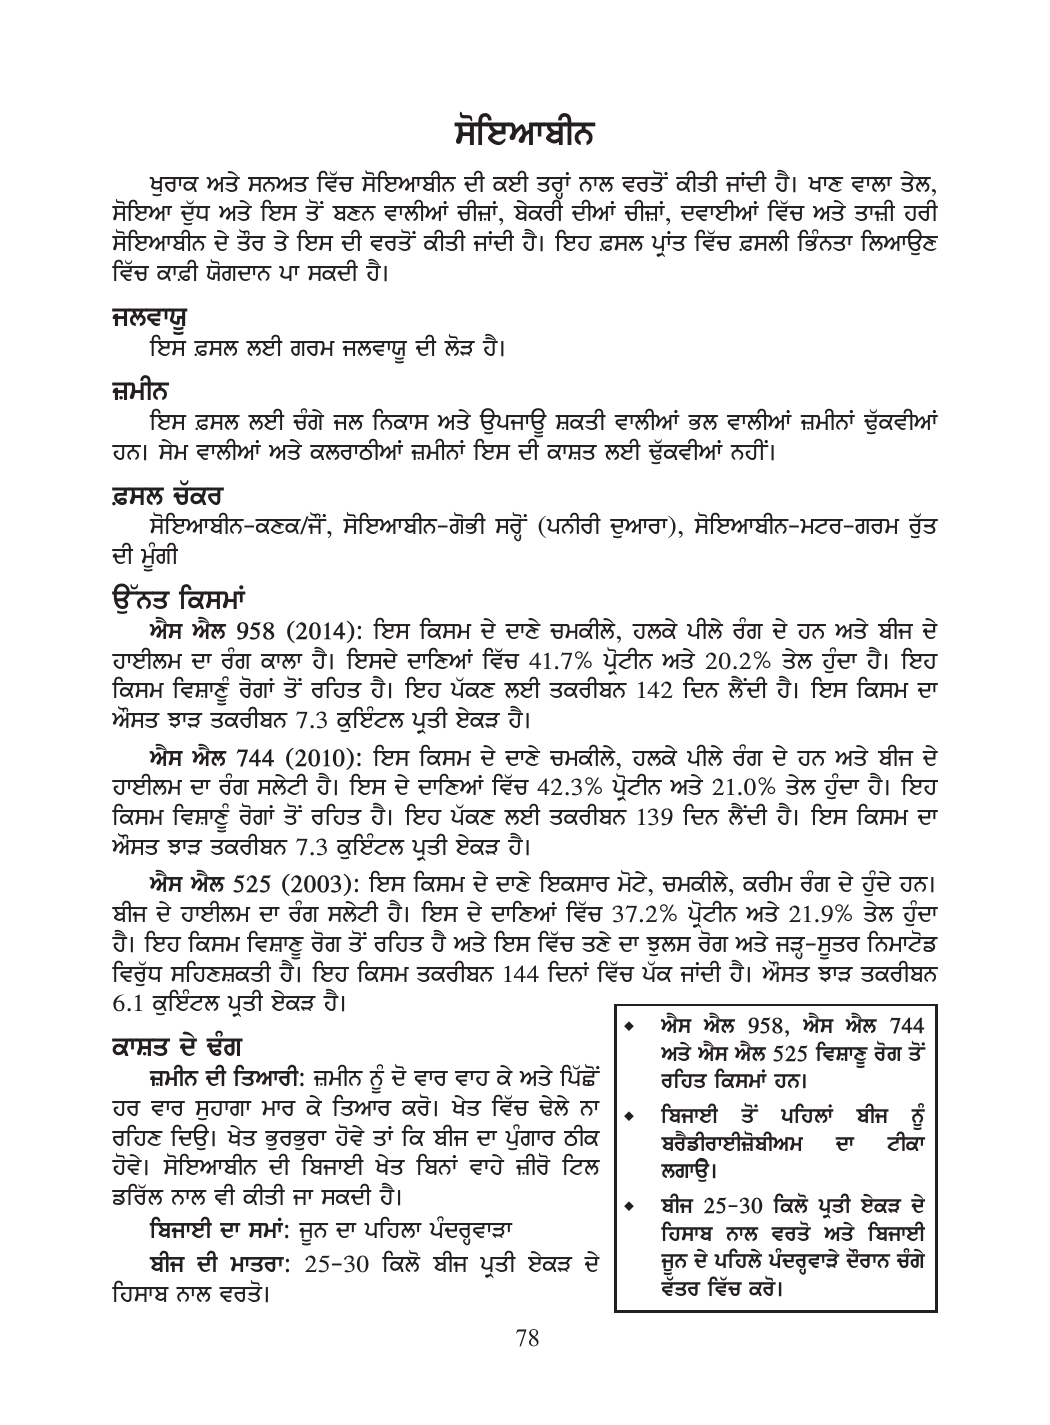 ਸੋਇਆਬੀਨ
ਖੁਰਾਕ ਅਤੇ ਸਨਅਤ ਵਿੱਚ ਸੋਇਆਬੀਨ ਦੀ ਕਈ ਤਰ੍ਹਾਂ ਨਾਲ ਵਰਤੋਂ ਕੀਤੀ ਜਾਂਦੀ ਹੈ। ਖਾਣ ਵਾਲਾ ਤੇਲ,
ਸੋਇਆ ਦੁੱਧ ਅਤੇ ਇਸ ਤੋਂ ਬਣਨ ਵਾਲੀਆਂ ਚੀਜ਼ਾਂ, ਬੇਕਰੀ ਦੀਆਂ ਚੀਜ਼ਾਂ, ਦਵਾਈਆਂ ਵਿੱਚ ਅਤੇ ਤਾਜ਼ੀ ਹਰੀ
ਸੋਇਆਬੀਨ ਦੇ ਤੌਰ ਤੇ ਇਸ ਦੀ ਵਰਤੋਂ ਕੀਤੀ ਜਾਂਦੀ ਹੈ। ਇਹ ਫ਼ਸਲ ਪ੍ਰਾਂਤ ਵਿੱਚ ਫ਼ਸਲੀ ਭਿੰਨਤਾ ਲਿਆਉਣ
ਵਿੱਚ ਕਾਫ਼ੀ ਯੋਗਦਾਨ ਪਾ ਸਕਦੀ ਹੈ।
ਜਲਵਾਯੂ
ਇਸ ਫ਼ਸਲ ਲਈ ਗਰਮ ਜਲਵਾਯੂ ਦੀ ਲੋੜ ਹੈ।
ਜ਼ਮੀਨ
ਇਸ ਫ਼ਸਲ ਲਈ ਚੰਗੇ ਜਲ ਨਿਕਾਸ ਅਤੇ ਉਪਜਾਊ ਸ਼ਕਤੀ ਵਾਲੀਆਂ ਭਲ ਵਾਲੀਆਂ ਜ਼ਮੀਨਾਂ ਢੁੱਕਵੀਆਂ
ਹਨ। ਸੇਮ ਵਾਲੀਆਂ ਅਤੇ ਕਲਰਾਠੀਆਂ ਜ਼ਮੀਨਾਂ ਇਸ ਦੀ ਕਾਸ਼ਤ ਲਈ ਢੁੱਕਵੀਆਂ ਨਹੀਂ।
ਫ਼ਸਲ ਚੱਕਰ
ਸੋਇਆਬੀਨ-ਕਣਕ/ਜੌਂ, ਸੋਇਆਬੀਨ-ਗੋਭੀ ਸਰ੍ਹੋਂ (ਪਨੀਰੀ ਦੁਆਰਾ), ਸੋਇਆਬੀਨ-ਮਟਰ-ਗਰਮ ਰੁੱਤ
ਦੀ ਮੂੰਗੀ
ਉੱਨਤ ਕਿਸਮਾਂ
ਐਸ ਐਲ 958 (2014): ਇਸ ਕਿਸਮ ਦੇ ਦਾਣੇ ਚਮਕੀਲੇ, ਹਲਕੇ ਪੀਲੇ ਰੰਗ ਦੇ ਹਨ ਅਤੇ ਬੀਜ ਦੇ
ਹਾਈਲਮ ਦਾ ਰੰਗ ਕਾਲਾ ਹੈ। ਇਸਦੇ ਦਾਣਿਆਂ ਵਿੱਚ 41.7% ਪ੍ਰੋਟੀਨ ਅਤੇ 20.2% ਤੇਲ ਹੁੰਦਾ ਹੈ। ਇਹ
ਕਿਸਮ ਵਿਸ਼ਾਣੂੰ ਰੋਗਾਂ ਤੋਂ ਰਹਿਤ ਹੈ। ਇਹ ਪੱਕਣ ਲਈ ਤਕਰੀਬਨ 142 ਦਿਨ ਲੈਂਦੀ ਹੈ। ਇਸ ਕਿਸਮ ਦਾ
ਔਸਤ ਝਾੜ ਤਕਰੀਬਨ 7.3 ਕੁਇੰਟਲ ਪ੍ਰਤੀ ਏਕੜ ਹੈ।
ਐਸ ਐਲ 744 (2010): ਇਸ ਕਿਸਮ ਦੇ ਦਾਣੇ ਚਮਕੀਲੇ, ਹਲਕੇ ਪੀਲੇ ਰੰਗ ਦੇ ਹਨ ਅਤੇ ਬੀਜ ਦੇ
ਹਾਈਲਮ ਦਾ ਰੰਗ ਸਲੇਟੀ ਹੈ। ਇਸ ਦੇ ਦਾਣਿਆਂ ਵਿੱਚ 42.3% ਪ੍ਰੋਟੀਨ ਅਤੇ 21.0% ਤੇਲ ਹੁੰਦਾ ਹੈ। ਇਹ
ਕਿਸਮ ਵਿਸ਼ਾਣੂੰ ਰੋਗਾਂ ਤੋਂ ਰਹਿਤ ਹੈ। ਇਹ ਪੱਕਣ ਲਈ ਤਕਰੀਬਨ 139 ਦਿਨ ਲੈਂਦੀ ਹੈ। ਇਸ ਕਿਸਮ ਦਾ
ਔਸਤ ਝਾੜ ਤਕਰੀਬਨ 7.3 ਕੁਇੰਟਲ ਪ੍ਰਤੀ ਏਕੜ ਹੈ।
ਐਸ ਐਲ 525 (2003): ਇਸ ਕਿਸਮ ਦੇ ਦਾਣੇ ਇਕਸਾਰ ਮੋਟੇ, ਚਮਕੀਲੇ, ਕਰੀਮ ਰੰਗ ਦੇ ਹੁੰਦੇ ਹਨ।
ਬੀਜ ਦੇ ਹਾਈਲਮ ਦਾ ਰੰਗ ਸਲੇਟੀ ਹੈ। ਇਸ ਦੇ ਦਾਣਿਆਂ ਵਿੱਚ 37.2% ਪ੍ਰੋਟੀਨ ਅਤੇ 21.9% ਤੇਲ ਹੁੰਦਾ
ਹੈ। ਇਹ ਕਿਸਮ ਵਿਸ਼ਾਣੂ ਰੋਗ ਤੋਂ ਰਹਿਤ ਹੈ ਅਤੇ ਇਸ ਵਿੱਚ ਤਣੇ ਦਾ ਝੁਲਸ ਰੋਗ ਅਤੇ ਜੜ੍ਹ-ਸੂਤਰ ਨਿਮਾਟੋਡ
ਵਿਰੁੱਧ ਸਹਿਣਸ਼ਕਤੀ ਹੈ। ਇਹ ਕਿਸਮ ਤਕਰੀਬਨ 144 ਦਿਨਾਂ ਵਿੱਚ ਪੱਕ ਜਾਂਦੀ ਹੈ। ਔਸਤ ਝਾੜ ਤਕਰੀਬਨ
6.1 ਕੁਇੰਟਲ ਪ੍ਰਤੀ ਏਕੜ ਹੈ।
ਕਾਸ਼ਤ ਦੇ ਢੰਗ
ਜ਼ਮੀਨ ਦੀ ਤਿਆਰੀ: ਜ਼ਮੀਨ ਨੂੰ ਦੋ ਵਾਰ ਵਾਹ ਕੇ ਅਤੇ ਪਿੱਛੋਂ
ਹਰ ਵਾਰ ਸੁਹਾਗਾ ਮਾਰ ਕੇ ਤਿਆਰ ਕਰੋ। ਖੇਤ ਵਿੱਚ ਢੇਲੇ ਨਾ
ਰਹਿਣ ਦਿਉ। ਖੇਤ ਭੁਰਭੁਰਾ ਹੋਵੇ ਤਾਂ ਕਿ ਬੀਜ ਦਾ ਪੁੰਗਾਰ ਠੀਕ
ਹੋਵੇ। ਸੋਇਆਬੀਨ ਦੀ ਬਿਜਾਈ ਖੇਤ ਬਿਨਾਂ ਵਾਹੇ ਜ਼ੀਰੋ ਟਿਲ
ਡਰਿੱਲ ਨਾਲ ਵੀ ਕੀਤੀ ਜਾ ਸਕਦੀ ਹੈ।
ਬਿਜਾਈ ਦਾ ਸਮਾਂ: ਜੂਨ ਦਾ ਪਹਿਲਾ ਪੰਦਰ੍ਹਵਾੜਾ
ਬੀਜ ਦੀ ਮਾਤਰਾ: 25-30 ਕਿਲੋ ਬੀਜ ਪ੍ਰਤੀ ਏਕੜ ਦੇ
ਹਿਸਾਬ ਨਾਲ ਵਰਤੋ।
◆ ਐਸ ਐਲ 958, ਐਸ ਐਲ 744
ਅਤੇ ਐਸ ਐਲ 525 ਵਿਸ਼ਾਣੂ ਰੋਗ ਤੋਂ
ਰਹਿਤ ਕਿਸਮਾਂ ਹਨ।
◆ ਬਿਜਾਈ ਤੋਂ ਪਹਿਲਾਂ ਬੀਜ ਨੂੰ
ਬਰੈਡੀਰਾਈਜ਼ੋਬੀਅਮ ਦਾ ਟੀਕਾ
ਲਗਾਉ।
◆ ਬੀਜ 25-30 ਕਿਲੋ ਪ੍ਰਤੀ ਏਕੜ ਦੇ
ਹਿਸਾਬ ਨਾਲ ਵਰਤੋ ਅਤੇ ਬਿਜਾਈ
ਜੂਨ ਦੇ ਪਹਿਲੇ ਪੰਦਰ੍ਹਵਾੜੇ ਦੌਰਾਨ ਚੰਗੇ
ਵੱਤਰ ਵਿੱਚ ਕਰੋ।
78